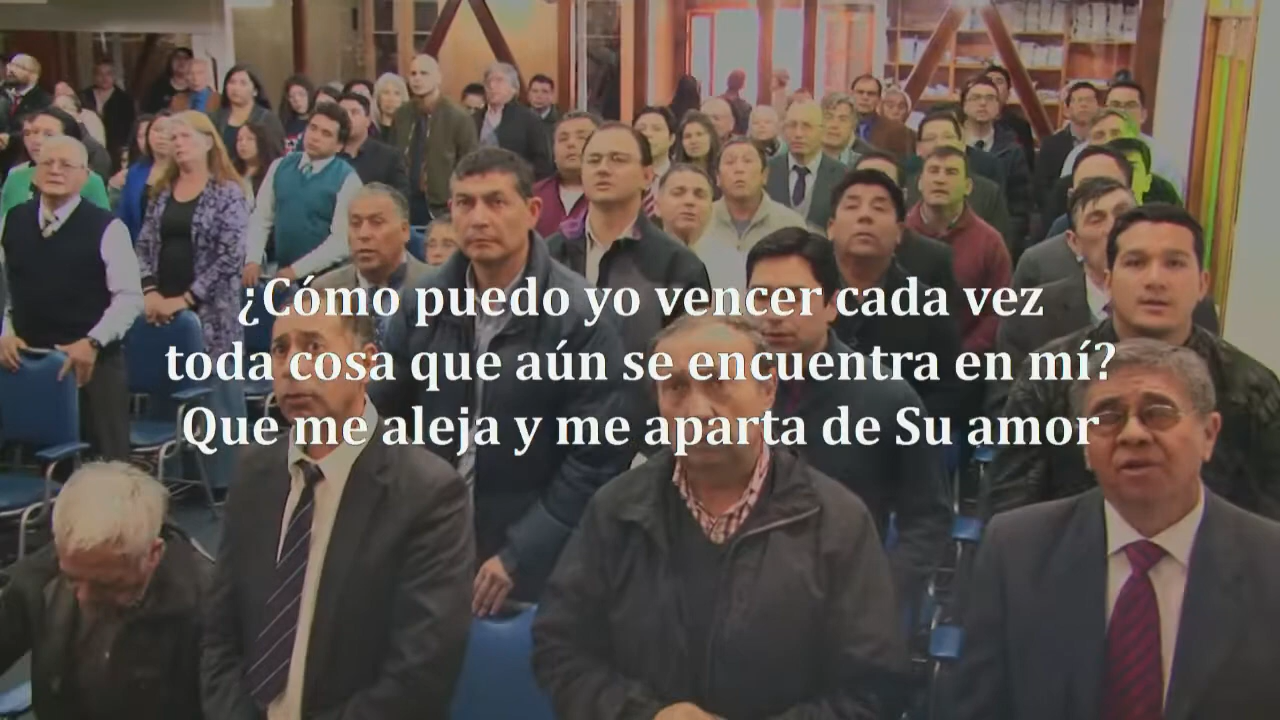 ¿Cómo puedo yo vencer cada vez
toda cosa que aún se encuentra en mí?
Que me aleja y me aparta de Su amor